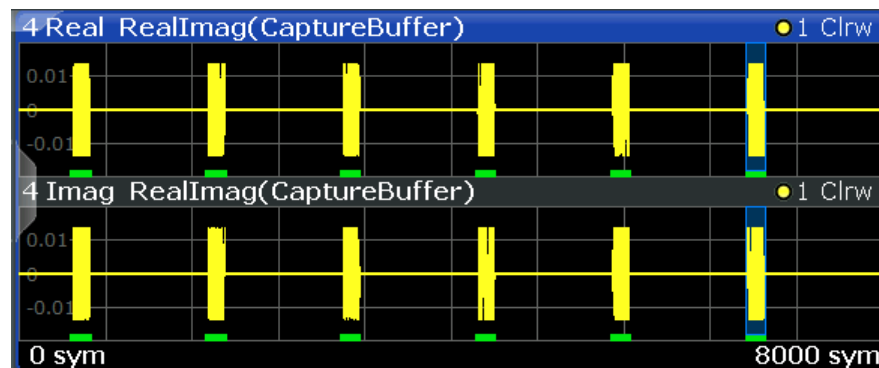 4 Real RealImag(CaptureBuffer) 1 Clrw
0.01
0
-0.01
4 Imag RealImag(CaptureBuffer) 1 Clrw
0.01
0
-0.01
0 sym 8000 sym